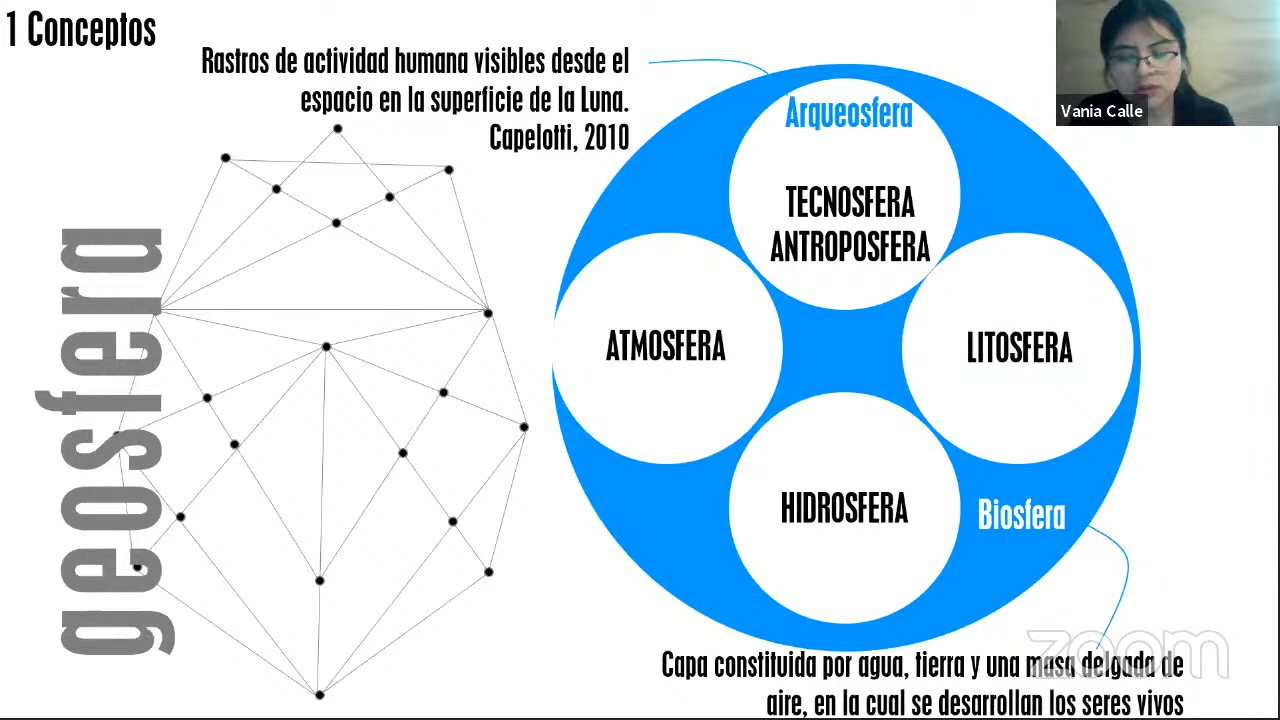 1 Conceptos
Rastros de actividad humana visibles desde el
espacio en la superficie de la Luna.
Capelotti, 2010
Vania Calle
geosfera
Arqueosfera
TECNOSFERA
ANTROPOSFERA
ATMOSFERA
LITOSFERA
HIDROSFERA
Biosfera
zoom
Capa constituida por agua, tierra y una masa delgada de
aire, en la cual se desarrollan los seres vivos